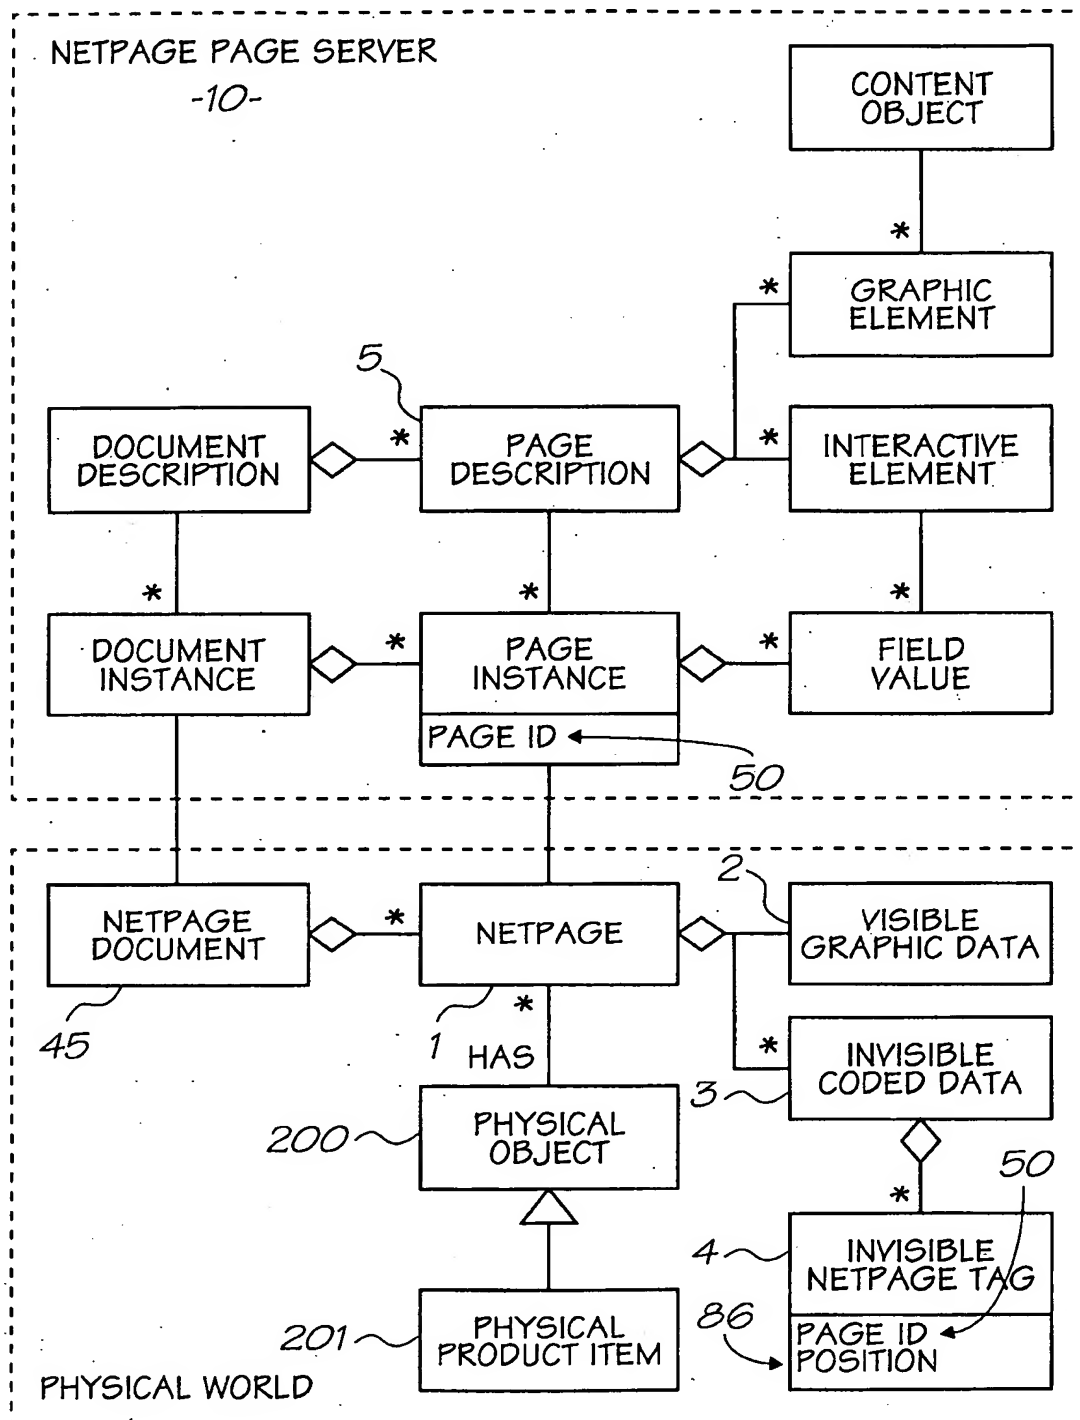 NETPAGE PAGE SERVER
-10-
CONTENT
OBJECT
*
GRAPHIC
ELEMENT
*
5
DOCUMENT
DESCRIPTION
*
PAGE
DESCRIPTION
*
INTERACTIVE
ELEMENT
*
*
*
DOCUMENT
INSTANCE
*
PAGE
INSTANCE
*
FIELD
VALUE
PAGE ID
50
2
NETPAGE
DOCUMENT
*
NETPAGE
VISIBLE
GRAPHIC DATA
45
1
*
HAS
*
INVISIBLE
CODED DATA
3
200
PHYSICAL
OBJECT
50
*
4
INVISIBLE
NETPAGE TAG
201
PHYSICAL
PRODUCT ITEM
86
PAGE ID
POSITION
PHYSICAL WORLD